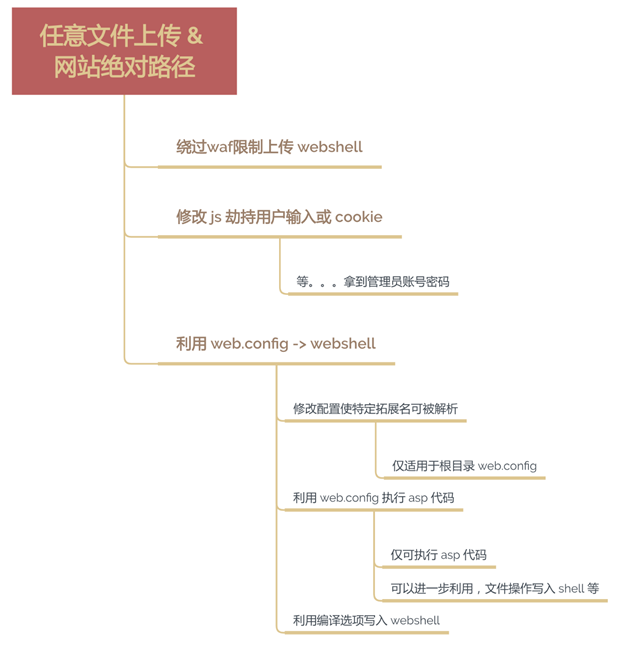 任意文件上传 &
网站绝对路径
绕过waf限制上传 webshell
修改 js 劫持用户输入或 cookie
等。。。拿到管理员账号密码
利用 web.config -> webshell
修改配置使特定拓展名可被解析
仅适用于根目录 web.config
利用 web.config 执行 asp 代码
仅可执行 asp 代码
可以进一步利用，文件操作写入 shell 等
利用编译选项写入 webshell